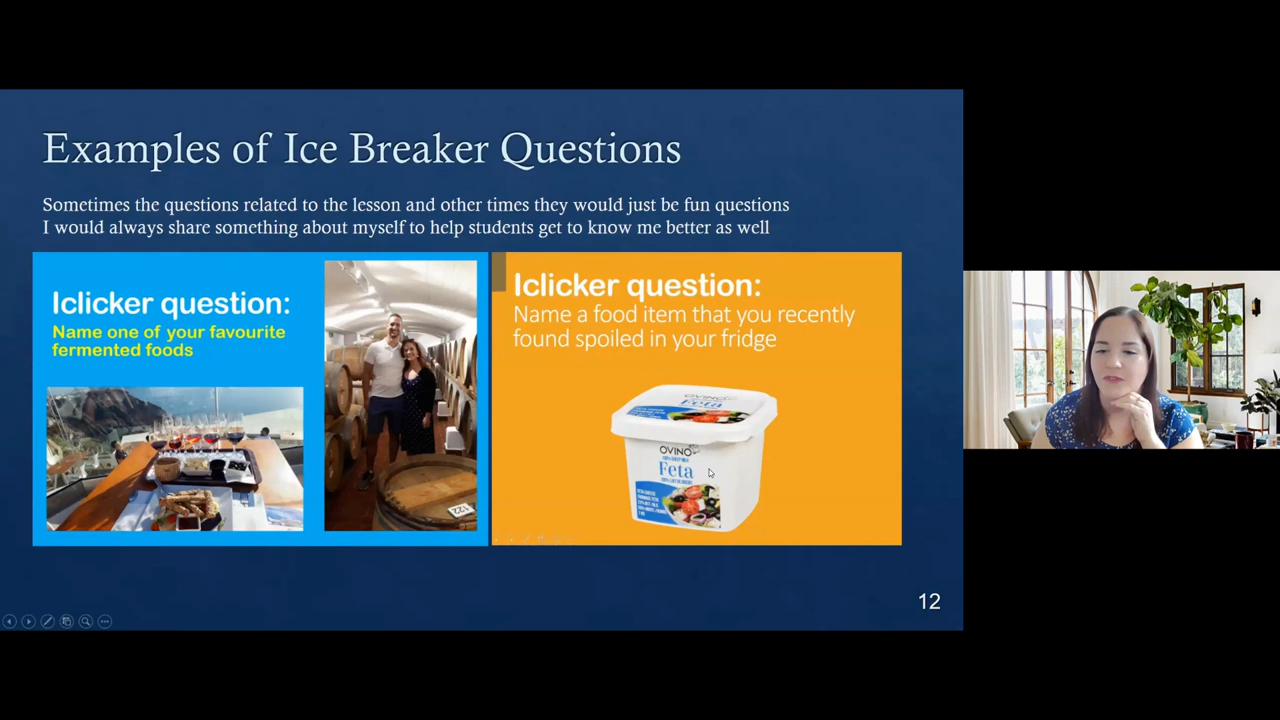 Examples of Ice Breaker Questions
Sometimes the questions related to the lesson and other times they would just be fun questions
I would always share something about myself to help students get to know me better as well
Iclicker question:
Name one of your favourite
fermented foods
122
Iclicker question:
Name a food item that you recently
found spoiled in your fridge
OVINO
Feta
OVINO
Feta
12